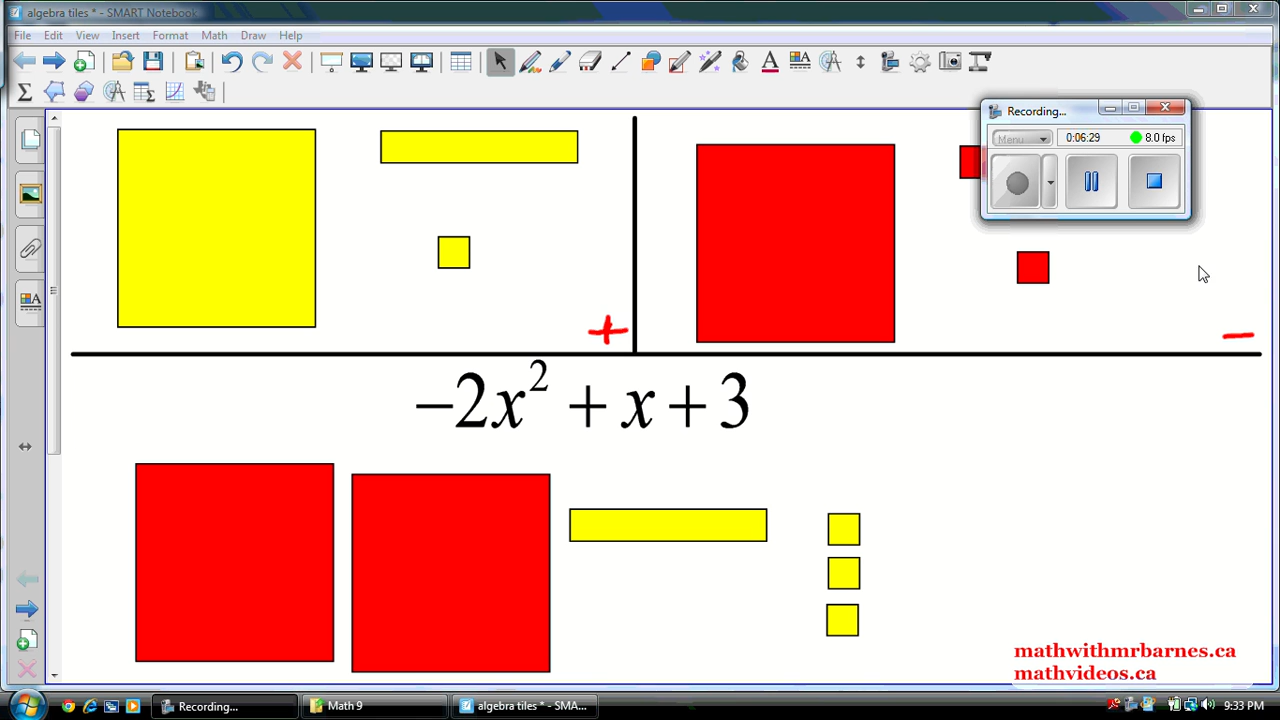 algebra tiles * - SMART Notebook
File Edit View Insert Format Math Draw Help
Recording...
Menu 0:06:29 8.0 fps
+
−
−2x² + x + 3
mathwithmrbarnes.ca
mathvideos.ca
Recording... Math 9 algebra tiles * - SMA... 9:33 PM